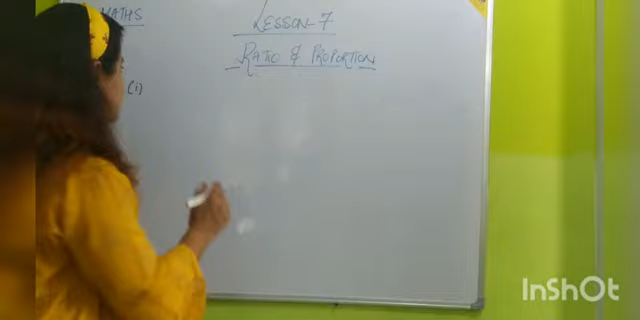 MATHS
LESSON-7
RATIO & PROPORTION
(i)
InShOt